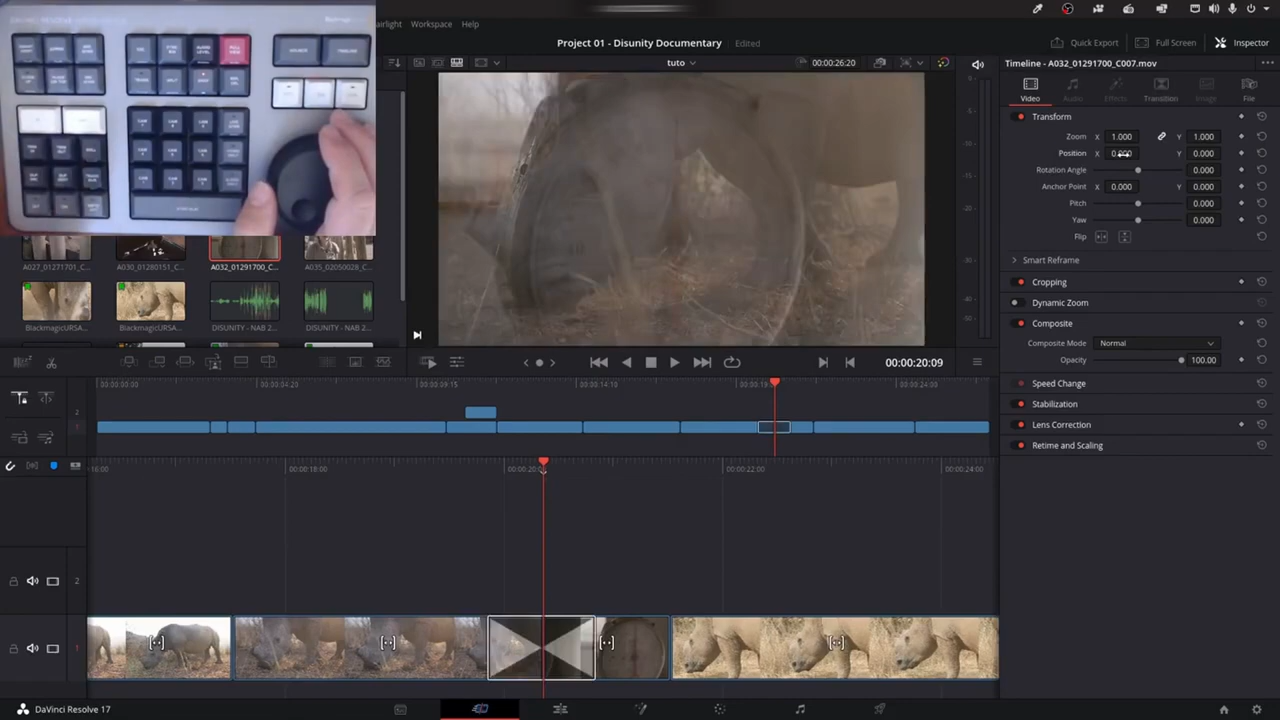 airlight Workspace Help
Project 01 - Disunity Documentary Edited
Quick Export Full Screen Inspector
tuto 00:00:26:20
Timeline - A032_01291700_C007.mov
Video Audio Effects Transition Image File
Transform
Zoom X 1.000 Y 1.000
Position X 0.000 Y 0.000
Rotation Angle 0.000
Anchor Point X 0.000 Y 0.000
Pitch 0.000
Yaw 0.000
Flip
Smart Reframe
Cropping
Dynamic Zoom
Composite
Composite Mode Normal
Opacity 100.00
Speed Change
Stabilization
Lens Correction
Retime and Scaling
A027_01271701_C... A030_01280151_C... A032_01291700_C... A035_02050028_C...
BlackmagicURSA... BlackmagicURSA... DISUNITY - NAB 2... DISUNITY - NAB 2...
00:00:20:09
00:00:00:00 00:00:04:20 00:00:09:15 00:00:14:10 00:00:19: 00:00:24:00
2
1
:16:00 00:00:18:00 00:00:20:0 00:00:22:00 00:00:24:00
2
1
DaVinci Resolve 17